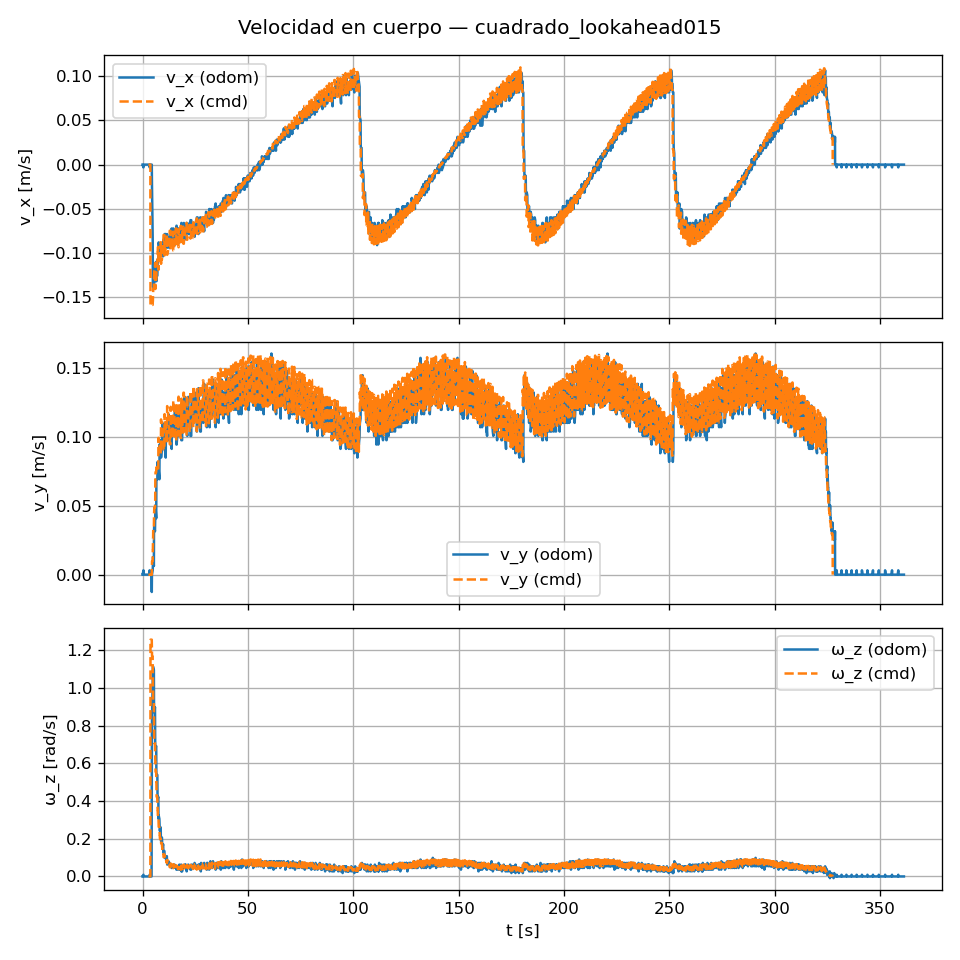 Velocidad en cuerpo — cuadrado_lookahead015
v_x [m/s]
0.10
0.05
0.00
−0.05
−0.10
−0.15
v_x (odom)
v_x (cmd)
v_y [m/s]
0.15
0.10
0.05
0.00
v_y (odom)
v_y (cmd)
ω_z [rad/s]
1.2
1.0
0.8
0.6
0.4
0.2
0.0
ω_z (odom)
ω_z (cmd)
0 50 100 150 200 250 300 350
t [s]